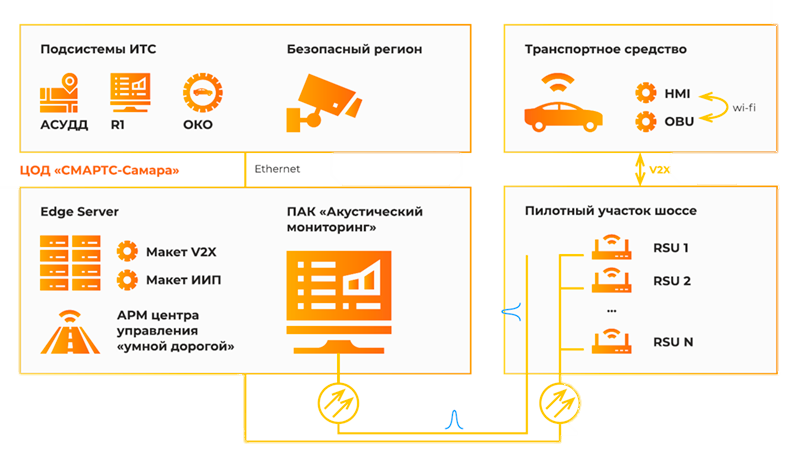 Подсистемы ИТС
Безопасный регион
АСУДД
R1
ОКО
Транспортное средство
HMI
OBU
wi-fi
ЦОД «СМАРТС-Самара»
Ethernet
V2X
Edge Server
Макет V2X
Макет ИИП
АРМ центра
управления
«умной дорогой»
ПАК «Акустический
мониторинг»
Пилотный участок шоссе
RSU 1
RSU 2
...
RSU N